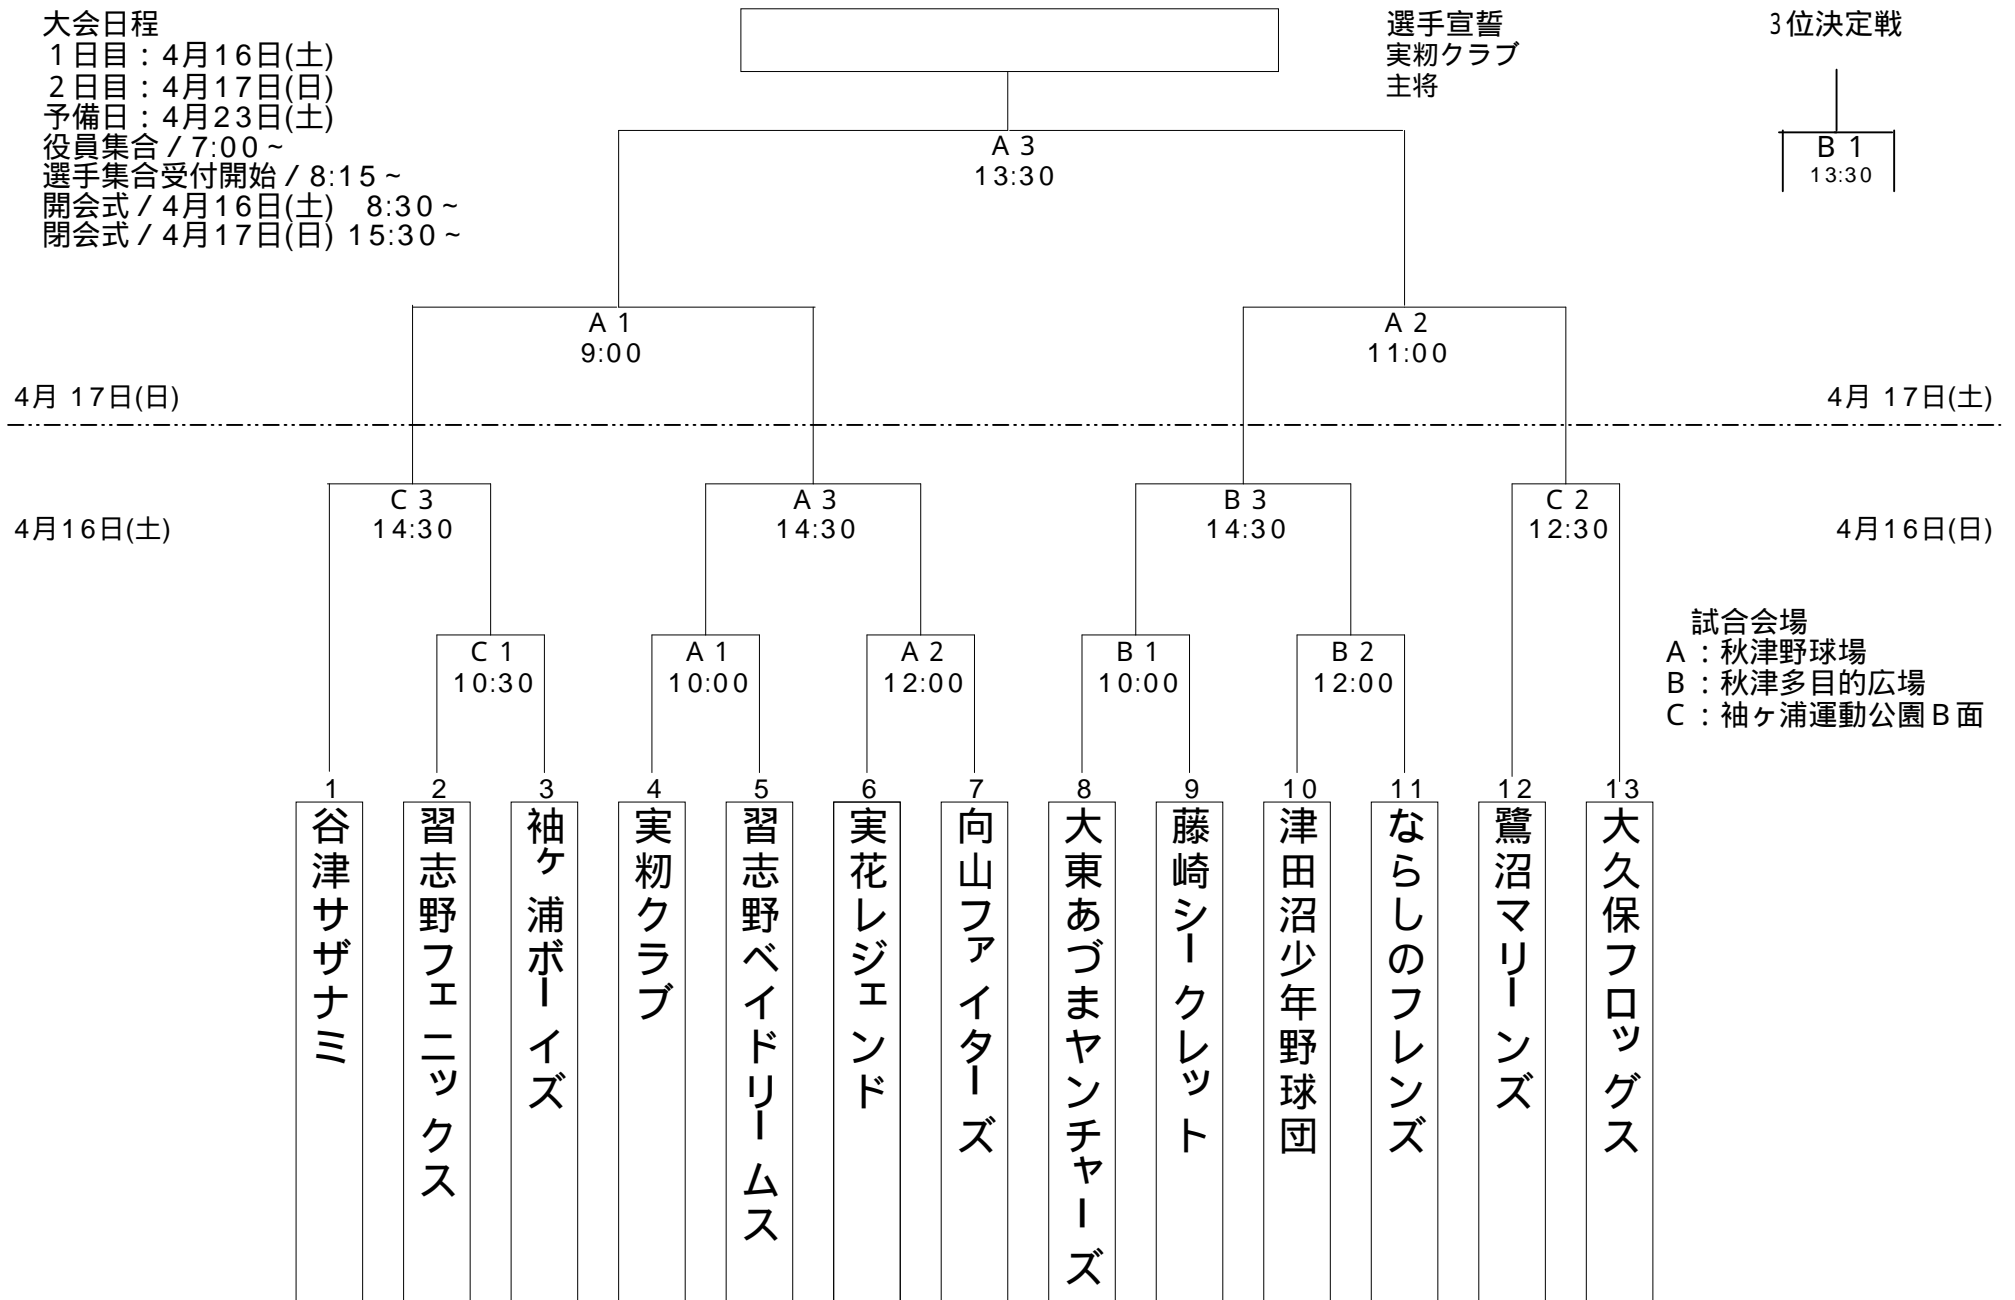 大会日程
1日目：4月16日(土)
2日目：4月17日(日)
予備日：4月23日(土)
役員集合 / 7:00 ~
選手集合受付開始 / 8:15 ~
開会式 / 4月16日(土)　8:30 ~
閉会式 / 4月17日(日) 15:30 ~
選手宣誓
実籾クラブ
主将
3位決定戦
B 1
13:30
A 3
13:30
A 1
9:00
A 2
11:00
4月 17日(日)
4月 17日(土)
C 3
14:30
A 3
14:30
B 3
14:30
C 2
12:30
4月16日(土)
4月16日(日)
C 1
10:30
A 1
10:00
A 2
12:00
B 1
10:00
B 2
12:00
試合会場
A：秋津野球場
B：秋津多目的広場
C：袖ヶ浦運動公園B面
1
谷津サザナミ
2
習志野フェニックス
3
袖ヶ浦ボーイズ
4
実籾クラブ
5
習志野ベイドリームス
6
実花レジェンド
7
向山ファイターズ
8
大東あづまヤンチャーズ
9
藤崎シークレット
10
津田沼少年野球団
11
ならしのフレンズ
12
鷺沼マリーンズ
13
大久保フロッグス